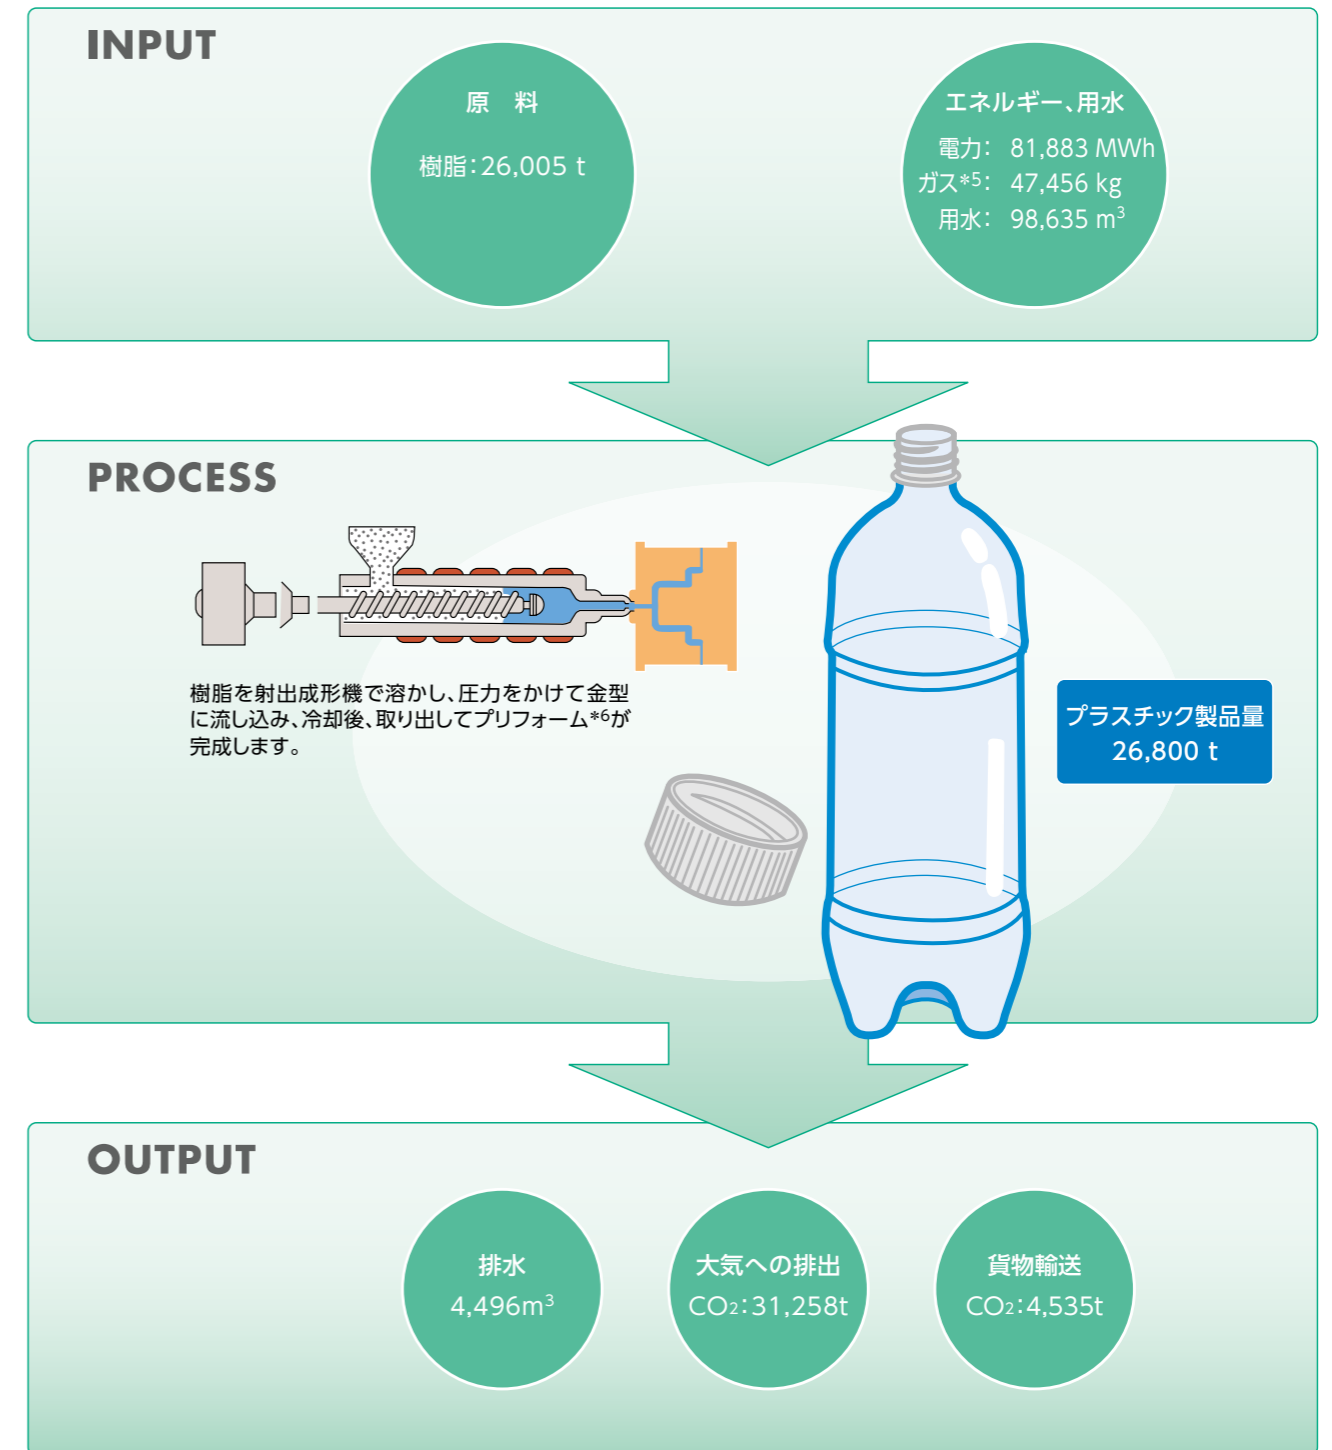 INPUT
原　料
樹脂：26,005 t
エネルギー、用水
電力： 81,883 MWh
ガス*5： 47,456 kg
用水： 98,635 m³
PROCESS
樹脂を射出成形機で溶かし、圧力をかけて金型
に流し込み、冷却後、取り出してプリフォーム*6が
完成します。
プラスチック製品量
26,800 t
OUTPUT
排水
4,496m³
大気への排出
CO₂：31,258t
貨物輸送
CO₂：4,535t